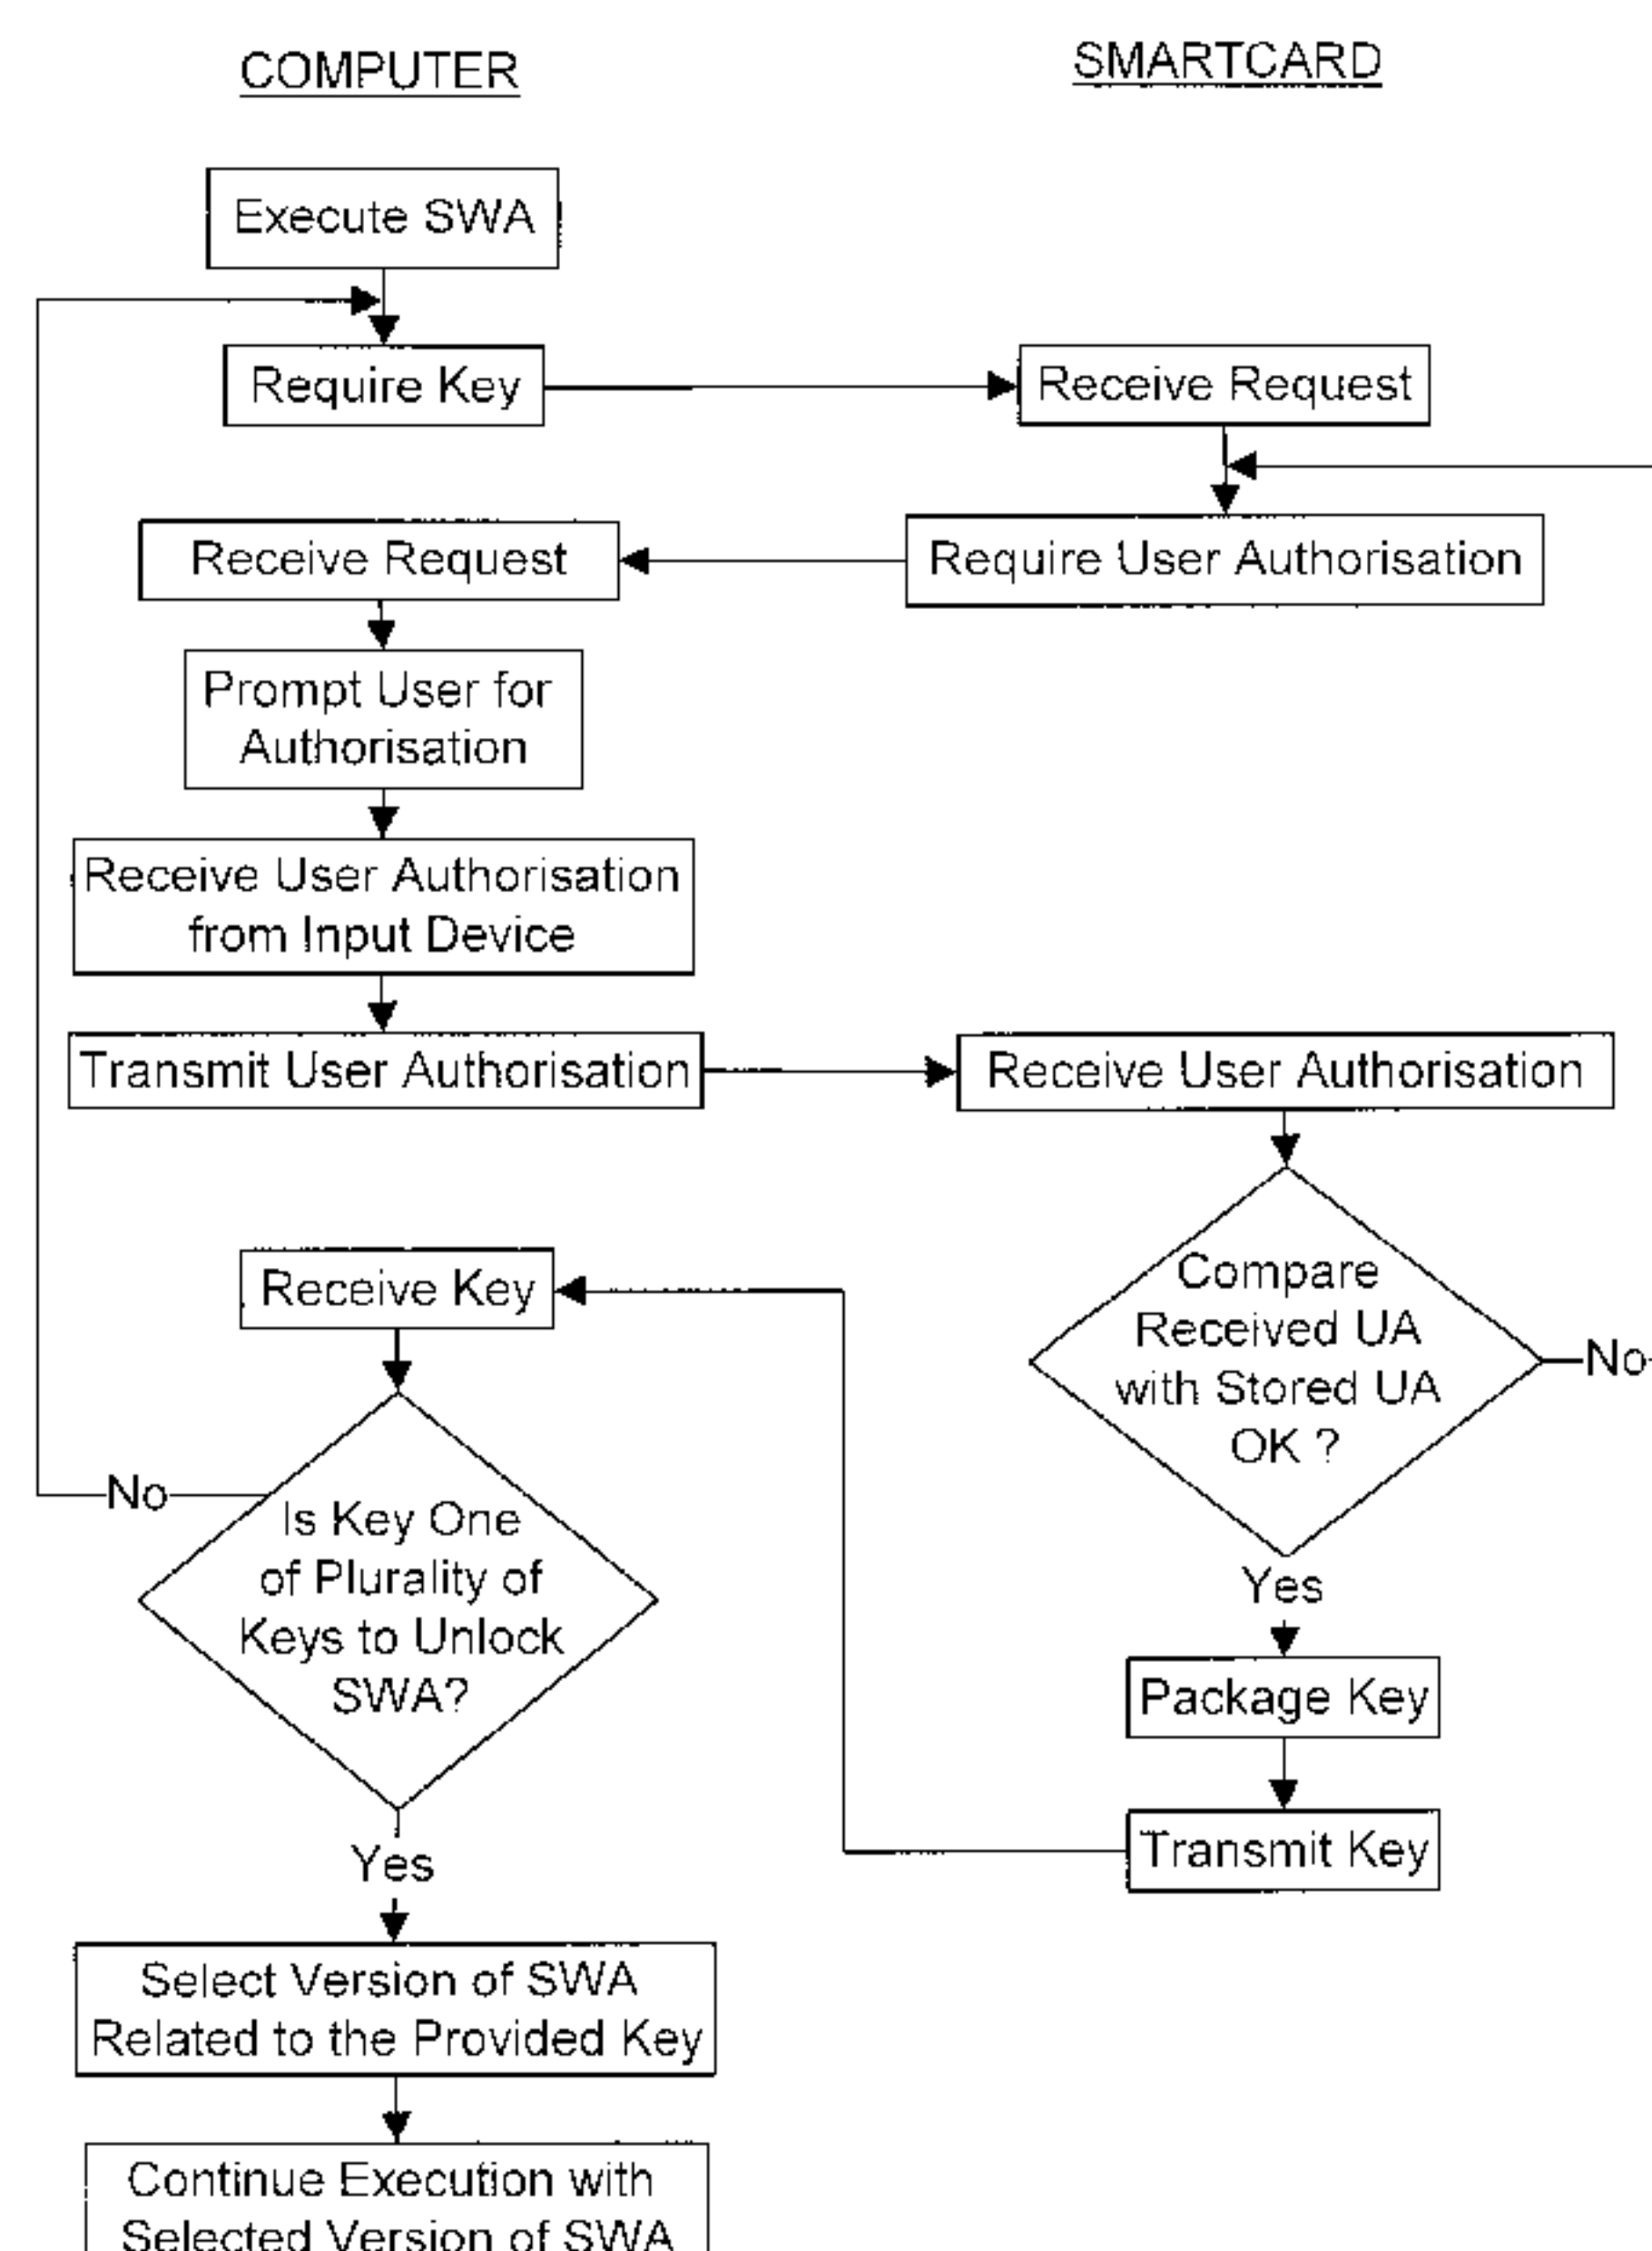 COMPUTER
SMARTCARD
Execute SWA
Require Key
Receive Request
Receive Request
Require User Authorisation
Prompt User for
Authorisation
Receive User Authorisation
from Input Device
Transmit User Authorisation
Receive User Authorisation
Receive Key
Compare
Received UA
with Stored UA
OK ?
No
No
Is Key One
of Plurality of
Keys to Unlock
SWA?
Yes
Package Key
Transmit Key
Yes
Select Version of SWA
Related to the Provided Key
Continue Execution with
Selected Version of SWA